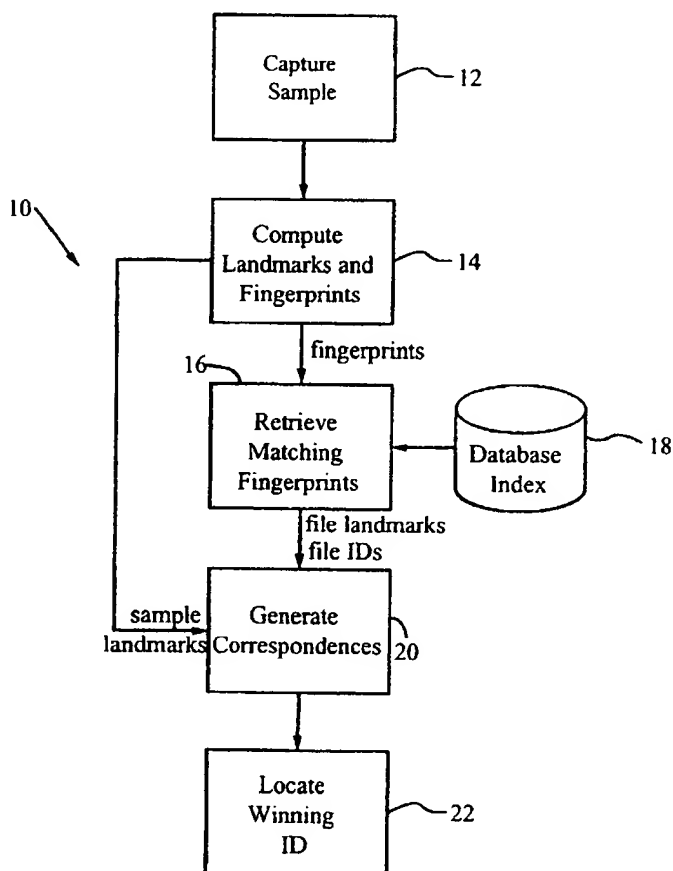 Capture
Sample
12
10
Compute
Landmarks and
Fingerprints
14
fingerprints
16
Retrieve
Matching
Fingerprints
Database
Index
18
file landmarks
file IDs
sample
landmarks
Generate
Correspondences
20
Locate
Winning
ID
22